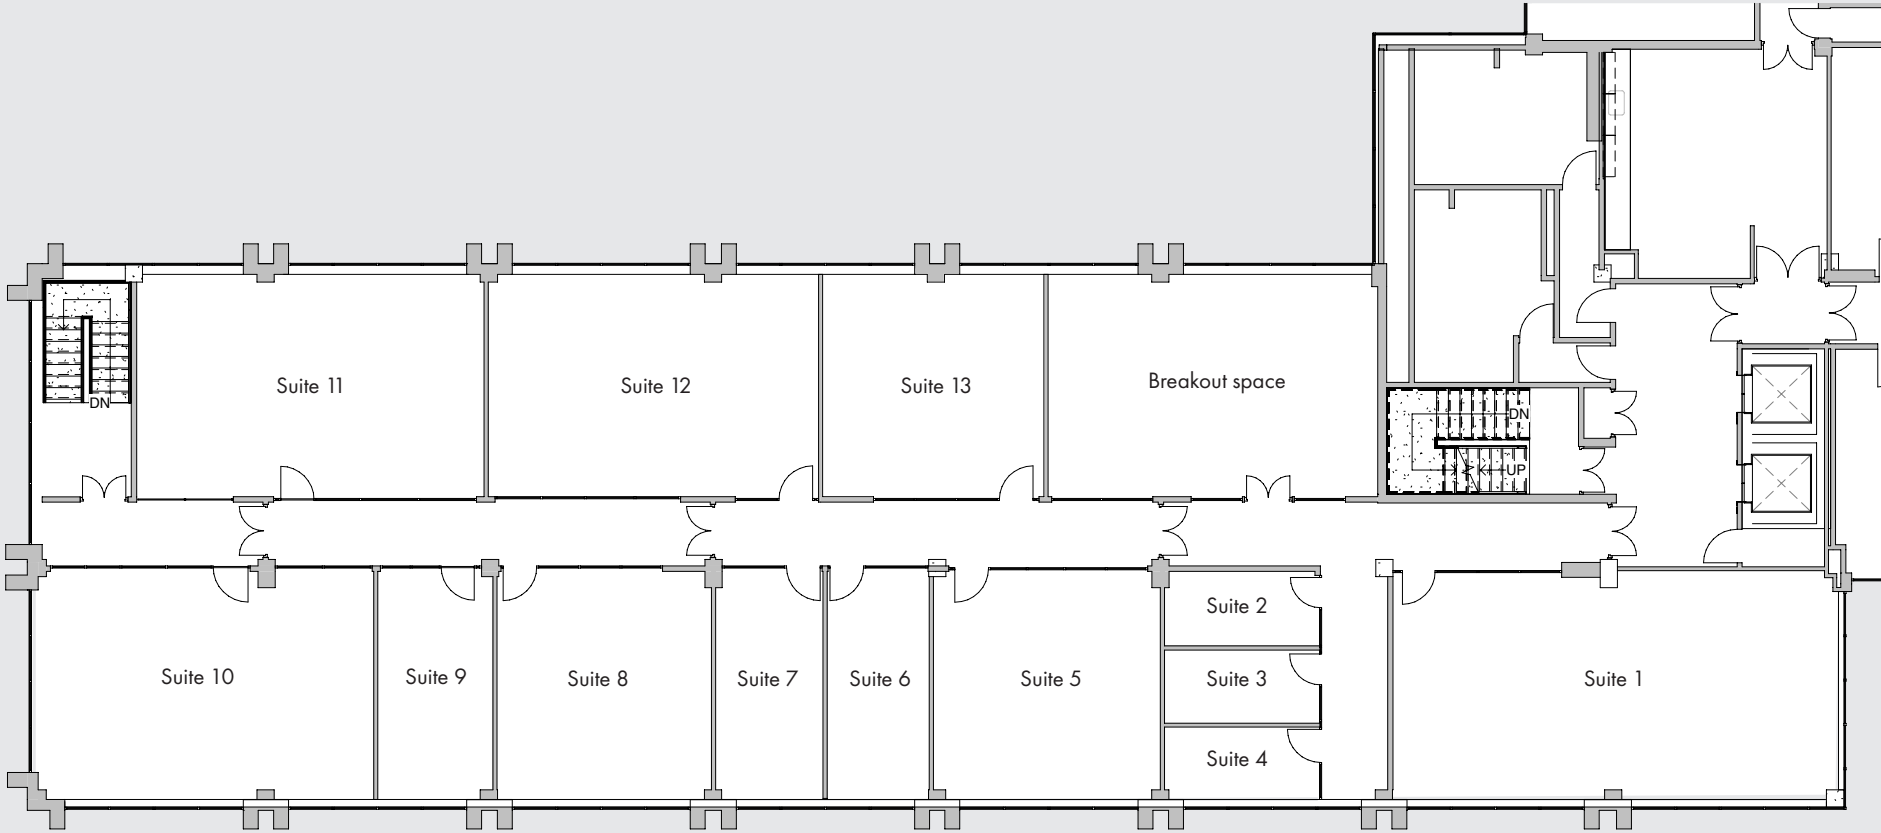 Suite 11
Suite 12
Suite 13
Breakout space
DN
DN
UP
Suite 10
Suite 9
Suite 8
Suite 7
Suite 6
Suite 5
Suite 2
Suite 3
Suite 4
Suite 1